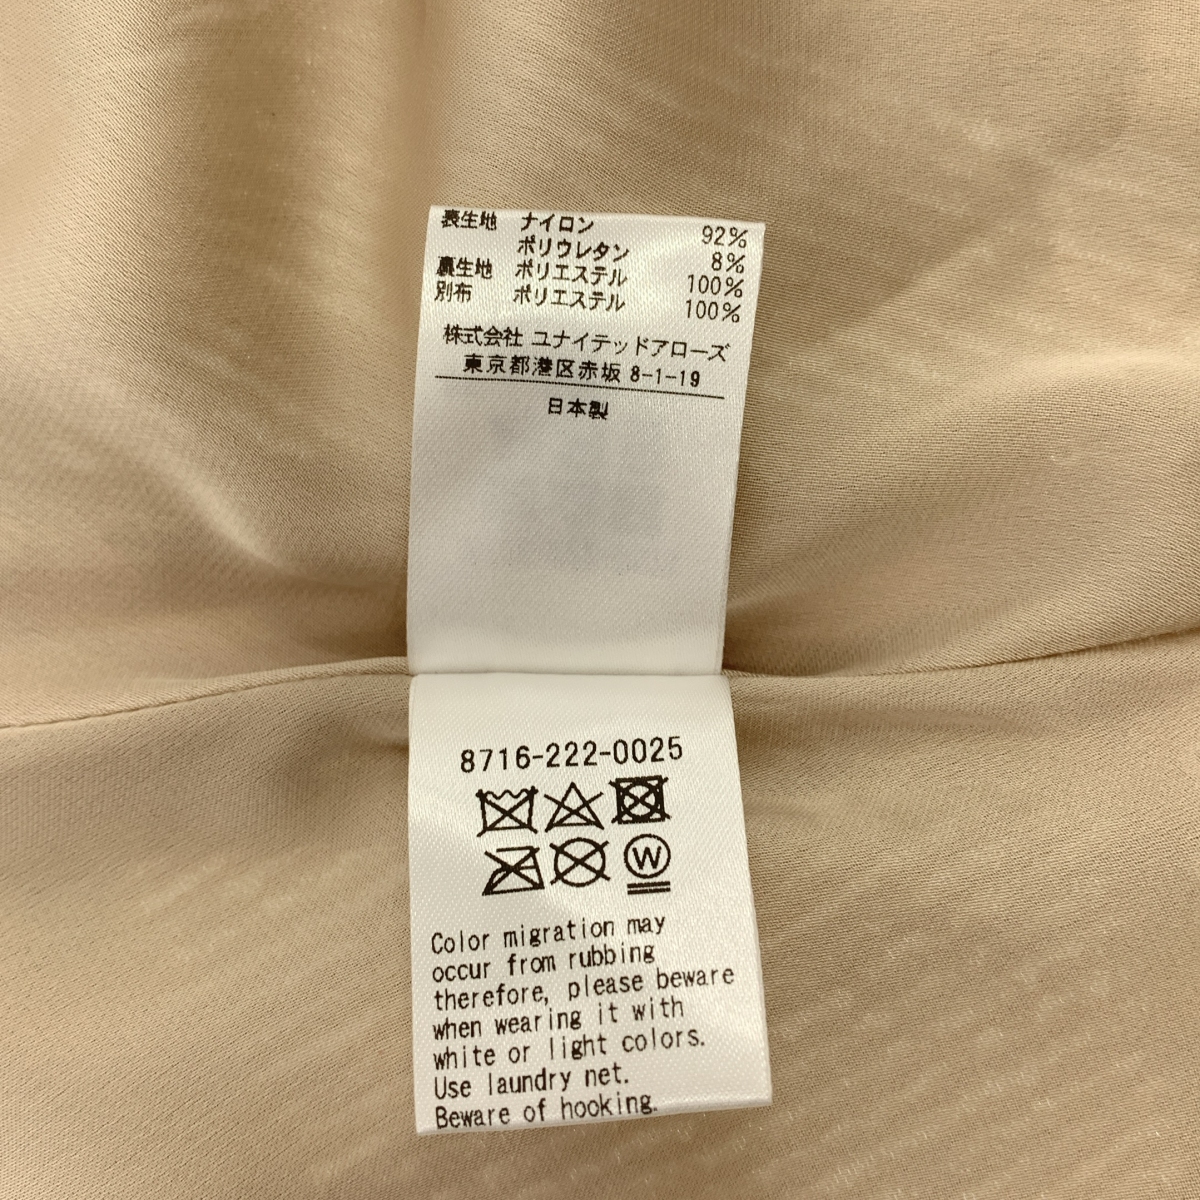 表生地 ナイロン 92%
ポリウレタン 8%
裏生地 ポリエステル 100%
別布 ポリエステル 100%
株式会社 ユナイテッドアローズ
東京都港区赤坂 8-1-19
日本製
8716-222-0025
W
Color migration may
occur from rubbing
therefore, please beware
when wearing it with
white or light colors.
Use laundry net.
Beware of hooking.